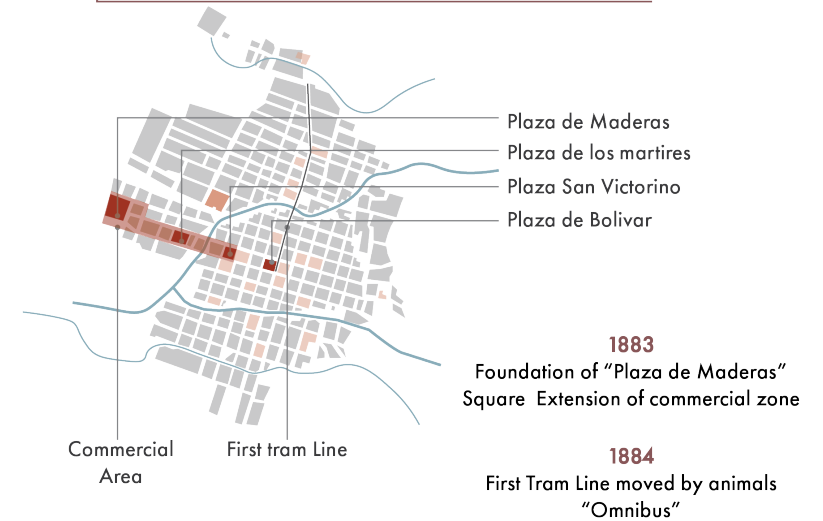 Plaza de Maderas
Plaza de los martires
Plaza San Victorino
Plaza de Bolivar
1883
Foundation of “Plaza de Maderas”
Square Extension of commercial zone
Commercial
Area
First tram Line
1884
First Tram Line moved by animals
“Omnibus”